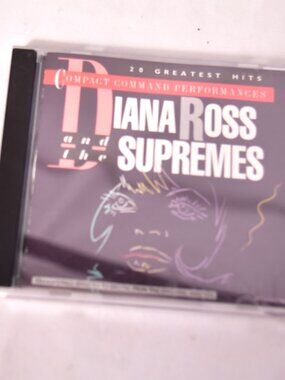 20 GREATEST HITS
COMPACT COMMAND PERFORMANCES
DIANA ROSS
and
the SUPREMES